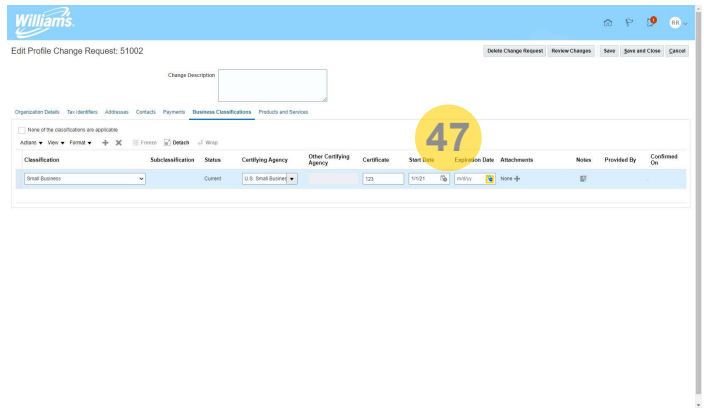 Williams.
RR
Edit Profile Change Request: 51002
Delete Change Request Review Changes Save Save and Close Cancel
Change Description
Organization Details Tax Identifiers Addresses Contacts Payments Business Classifications Products and Services
None of the classifications are applicable
47
Actions View Format Freeze Detach Wrap
Classification Subclassification Status Certifying Agency Other Certifying Agency Certificate Start Date Expiration Date Attachments Notes Provided By Confirmed On
Small Business Current U.S. Small Busines 123 1/1/21 m/d/yy None